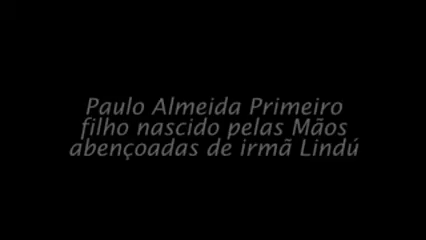 Paulo Almeida Primeiro
filho nascido pelas Mãos
abençoadas de irmã Lindú